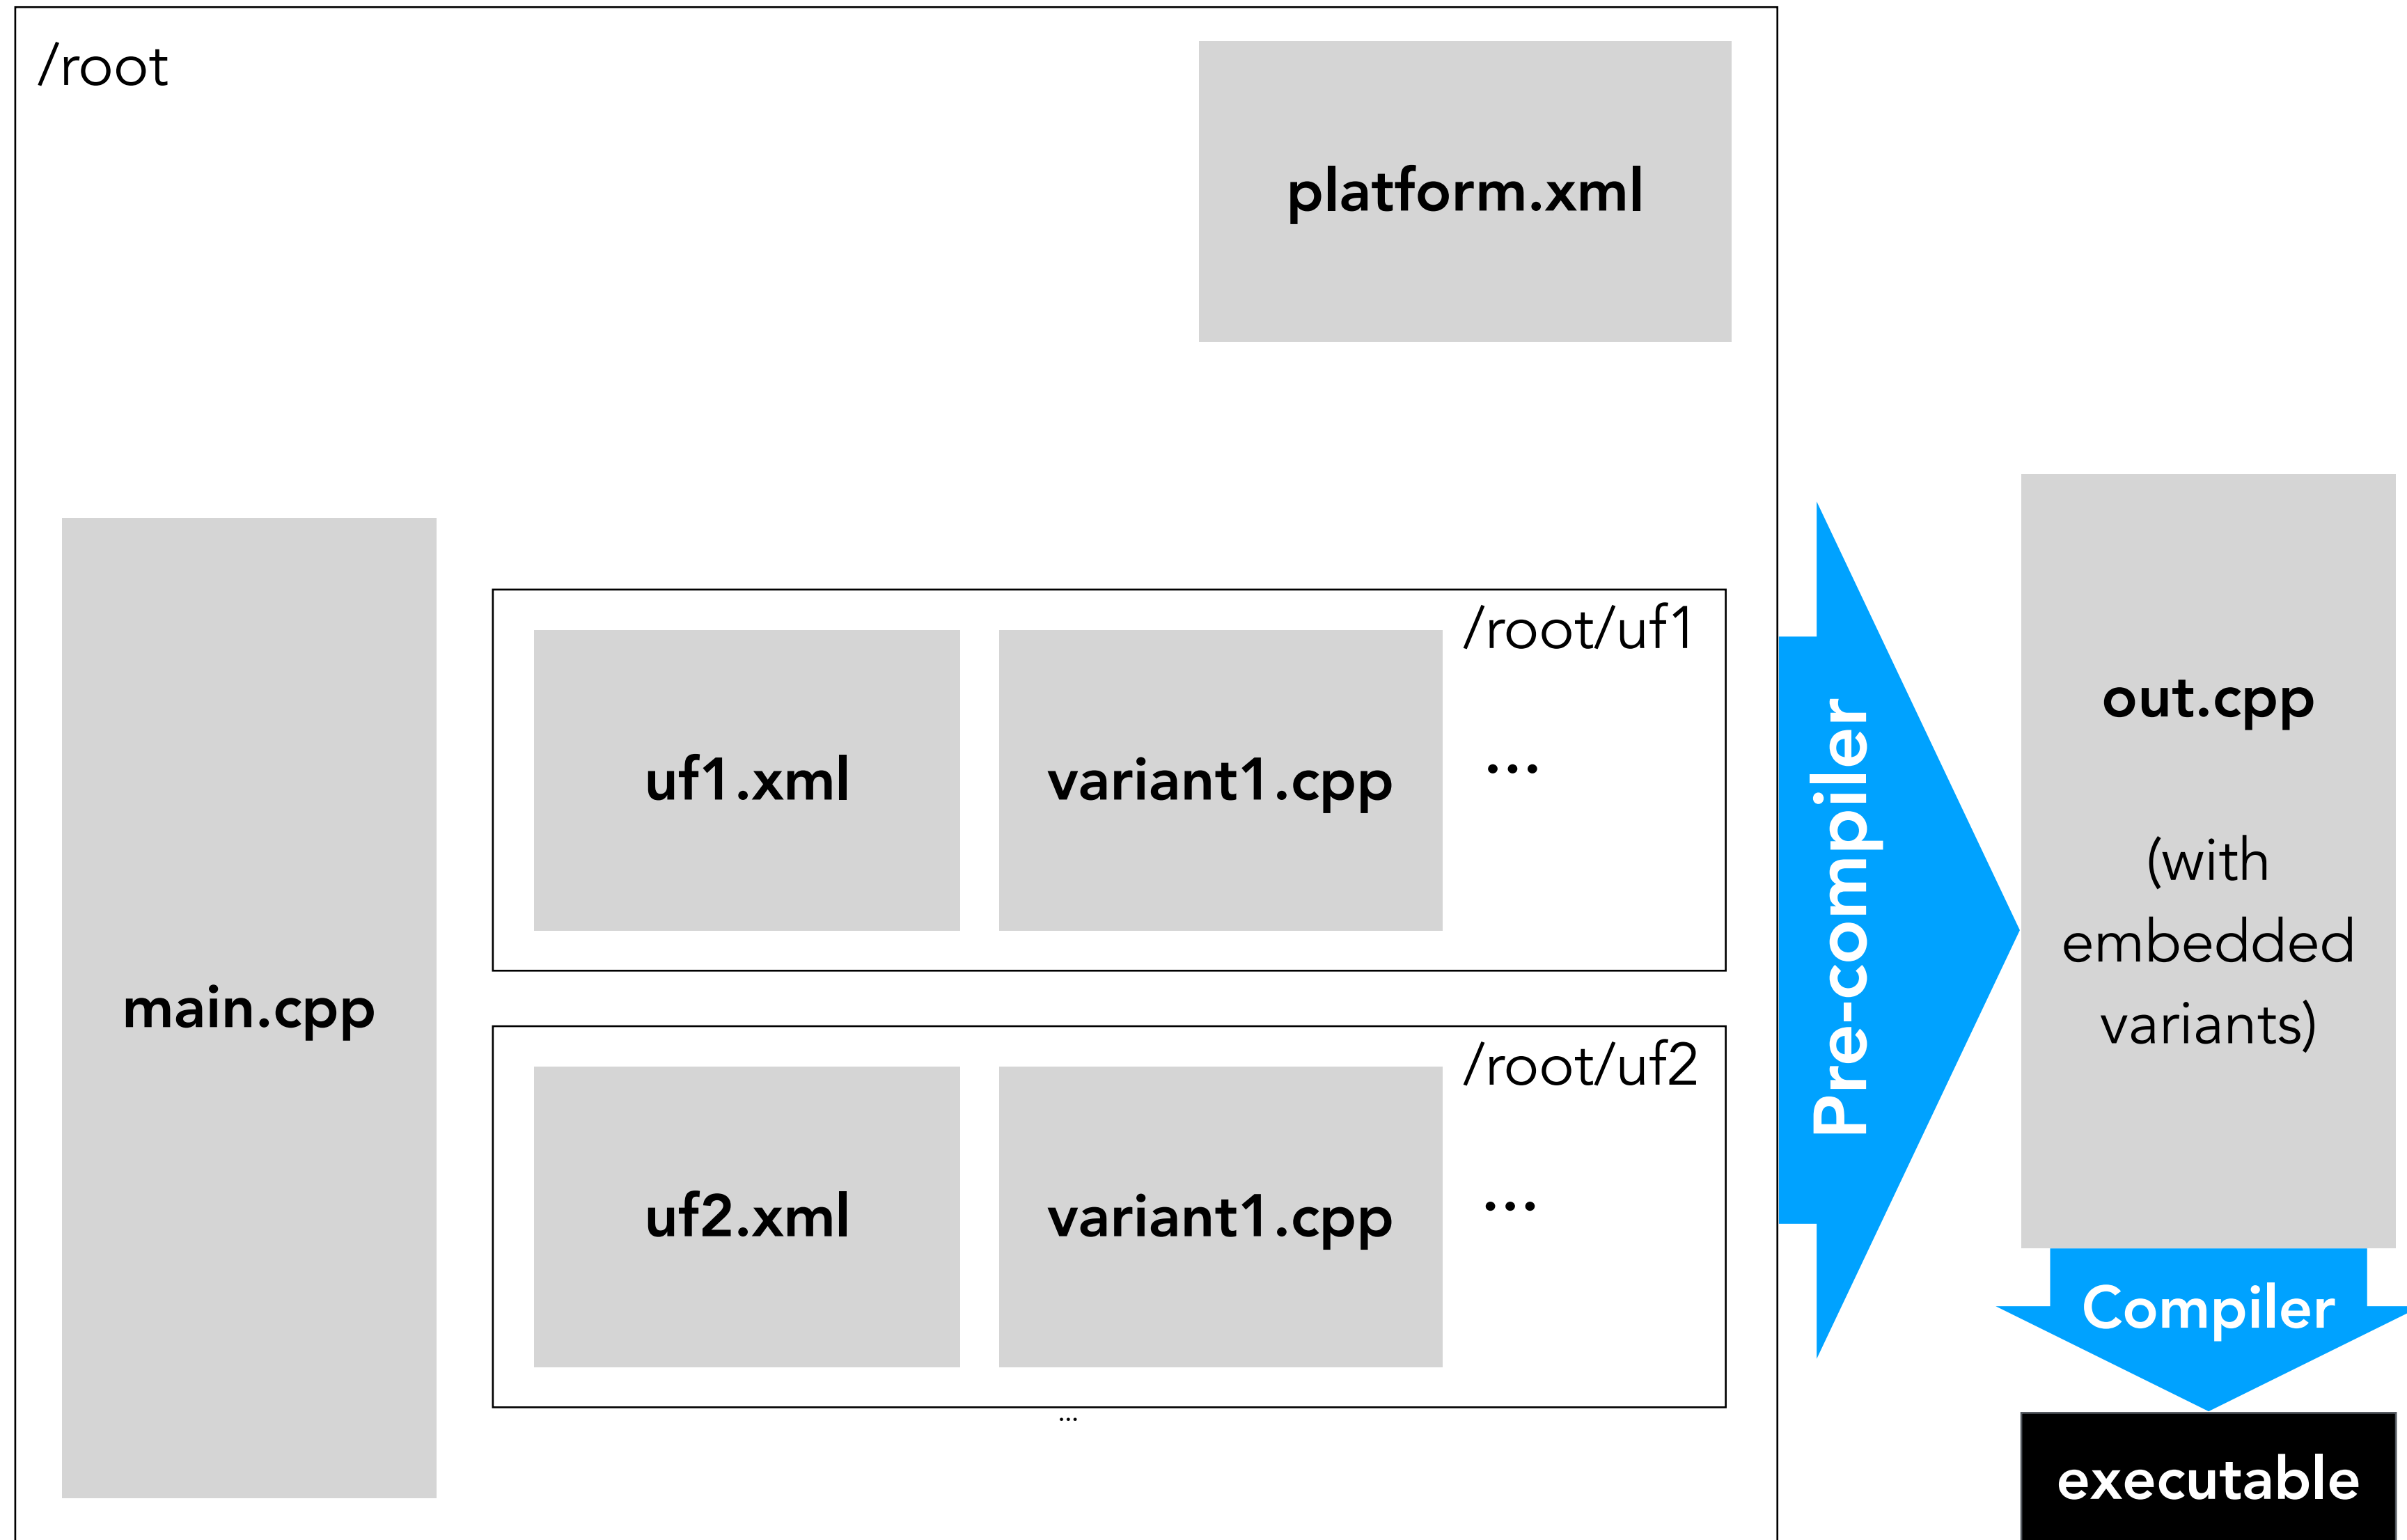 /root
platform.xml
main.cpp
/root/uf1
uf1.xml
variant1.cpp
...
/root/uf2
uf2.xml
variant1.cpp
...
...
Pre-compiler
out.cpp
(with
embedded
variants)
Compiler
executable